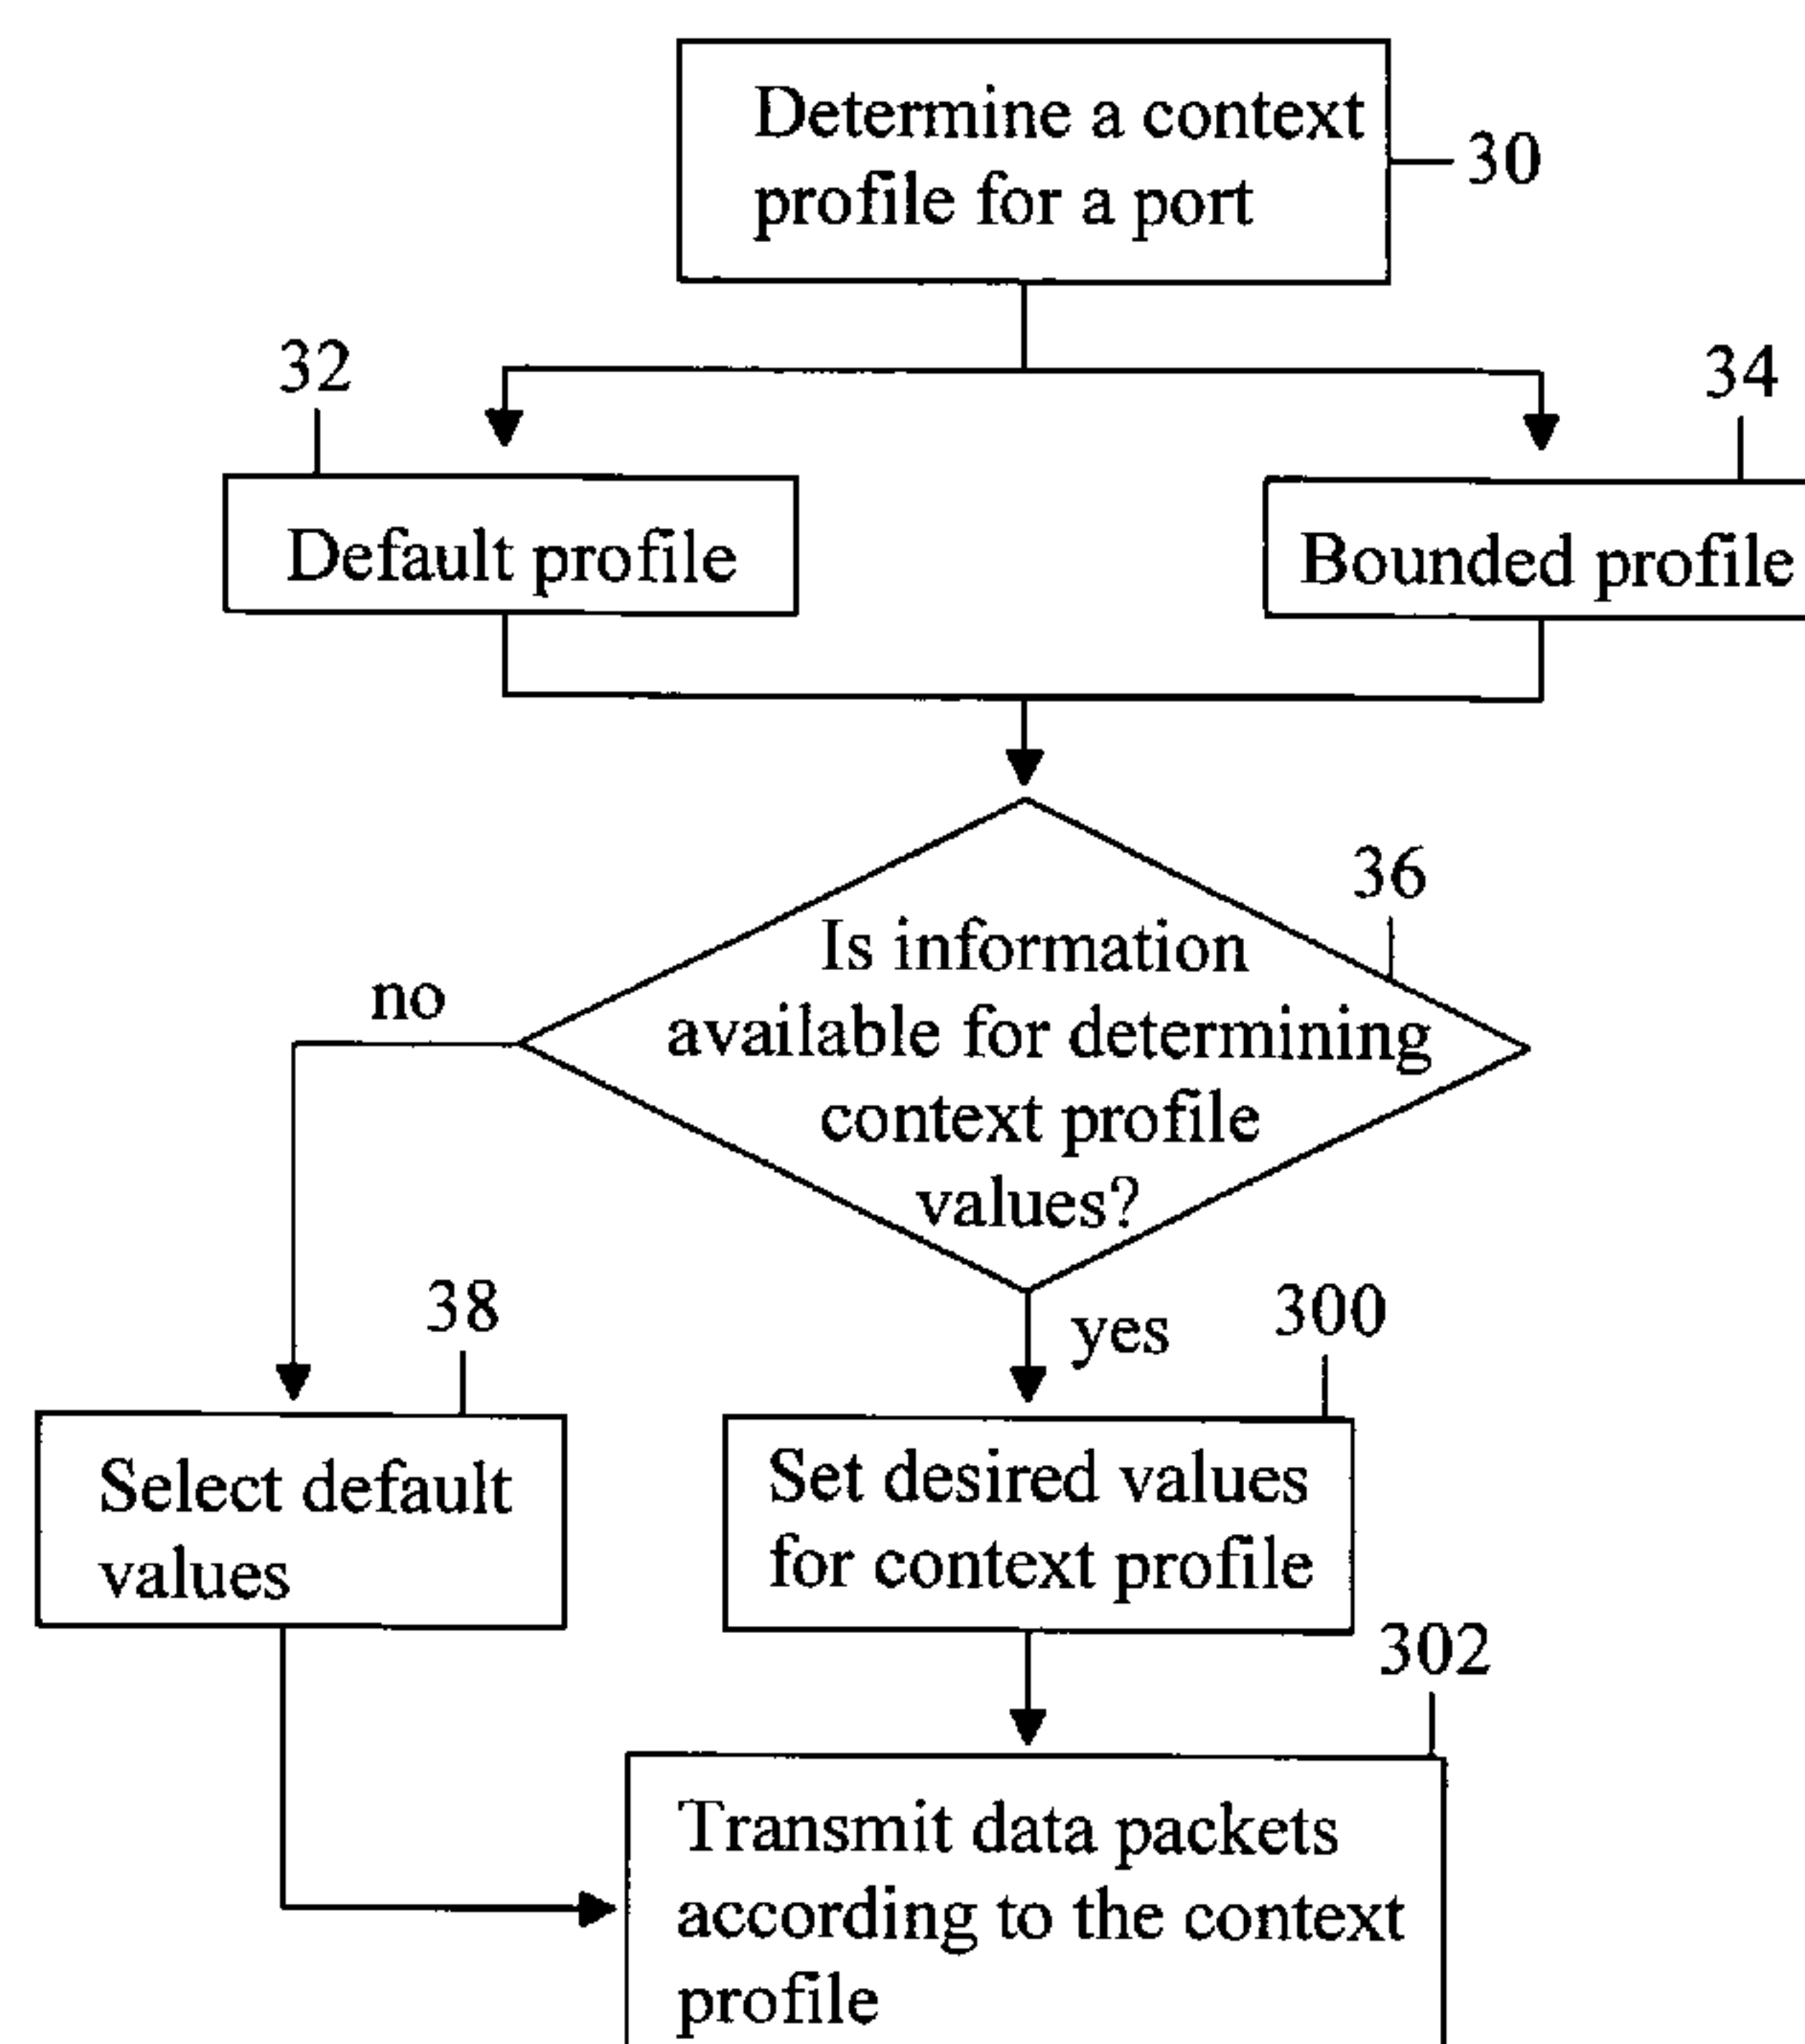 Determine a context
profile for a port
30
32
34
Default profile
Bounded profile
36
Is information
available for determining
context profile
values?
no
yes
38
300
Select default
values
Set desired values
for context profile
302
Transmit data packets
according to the context
profile